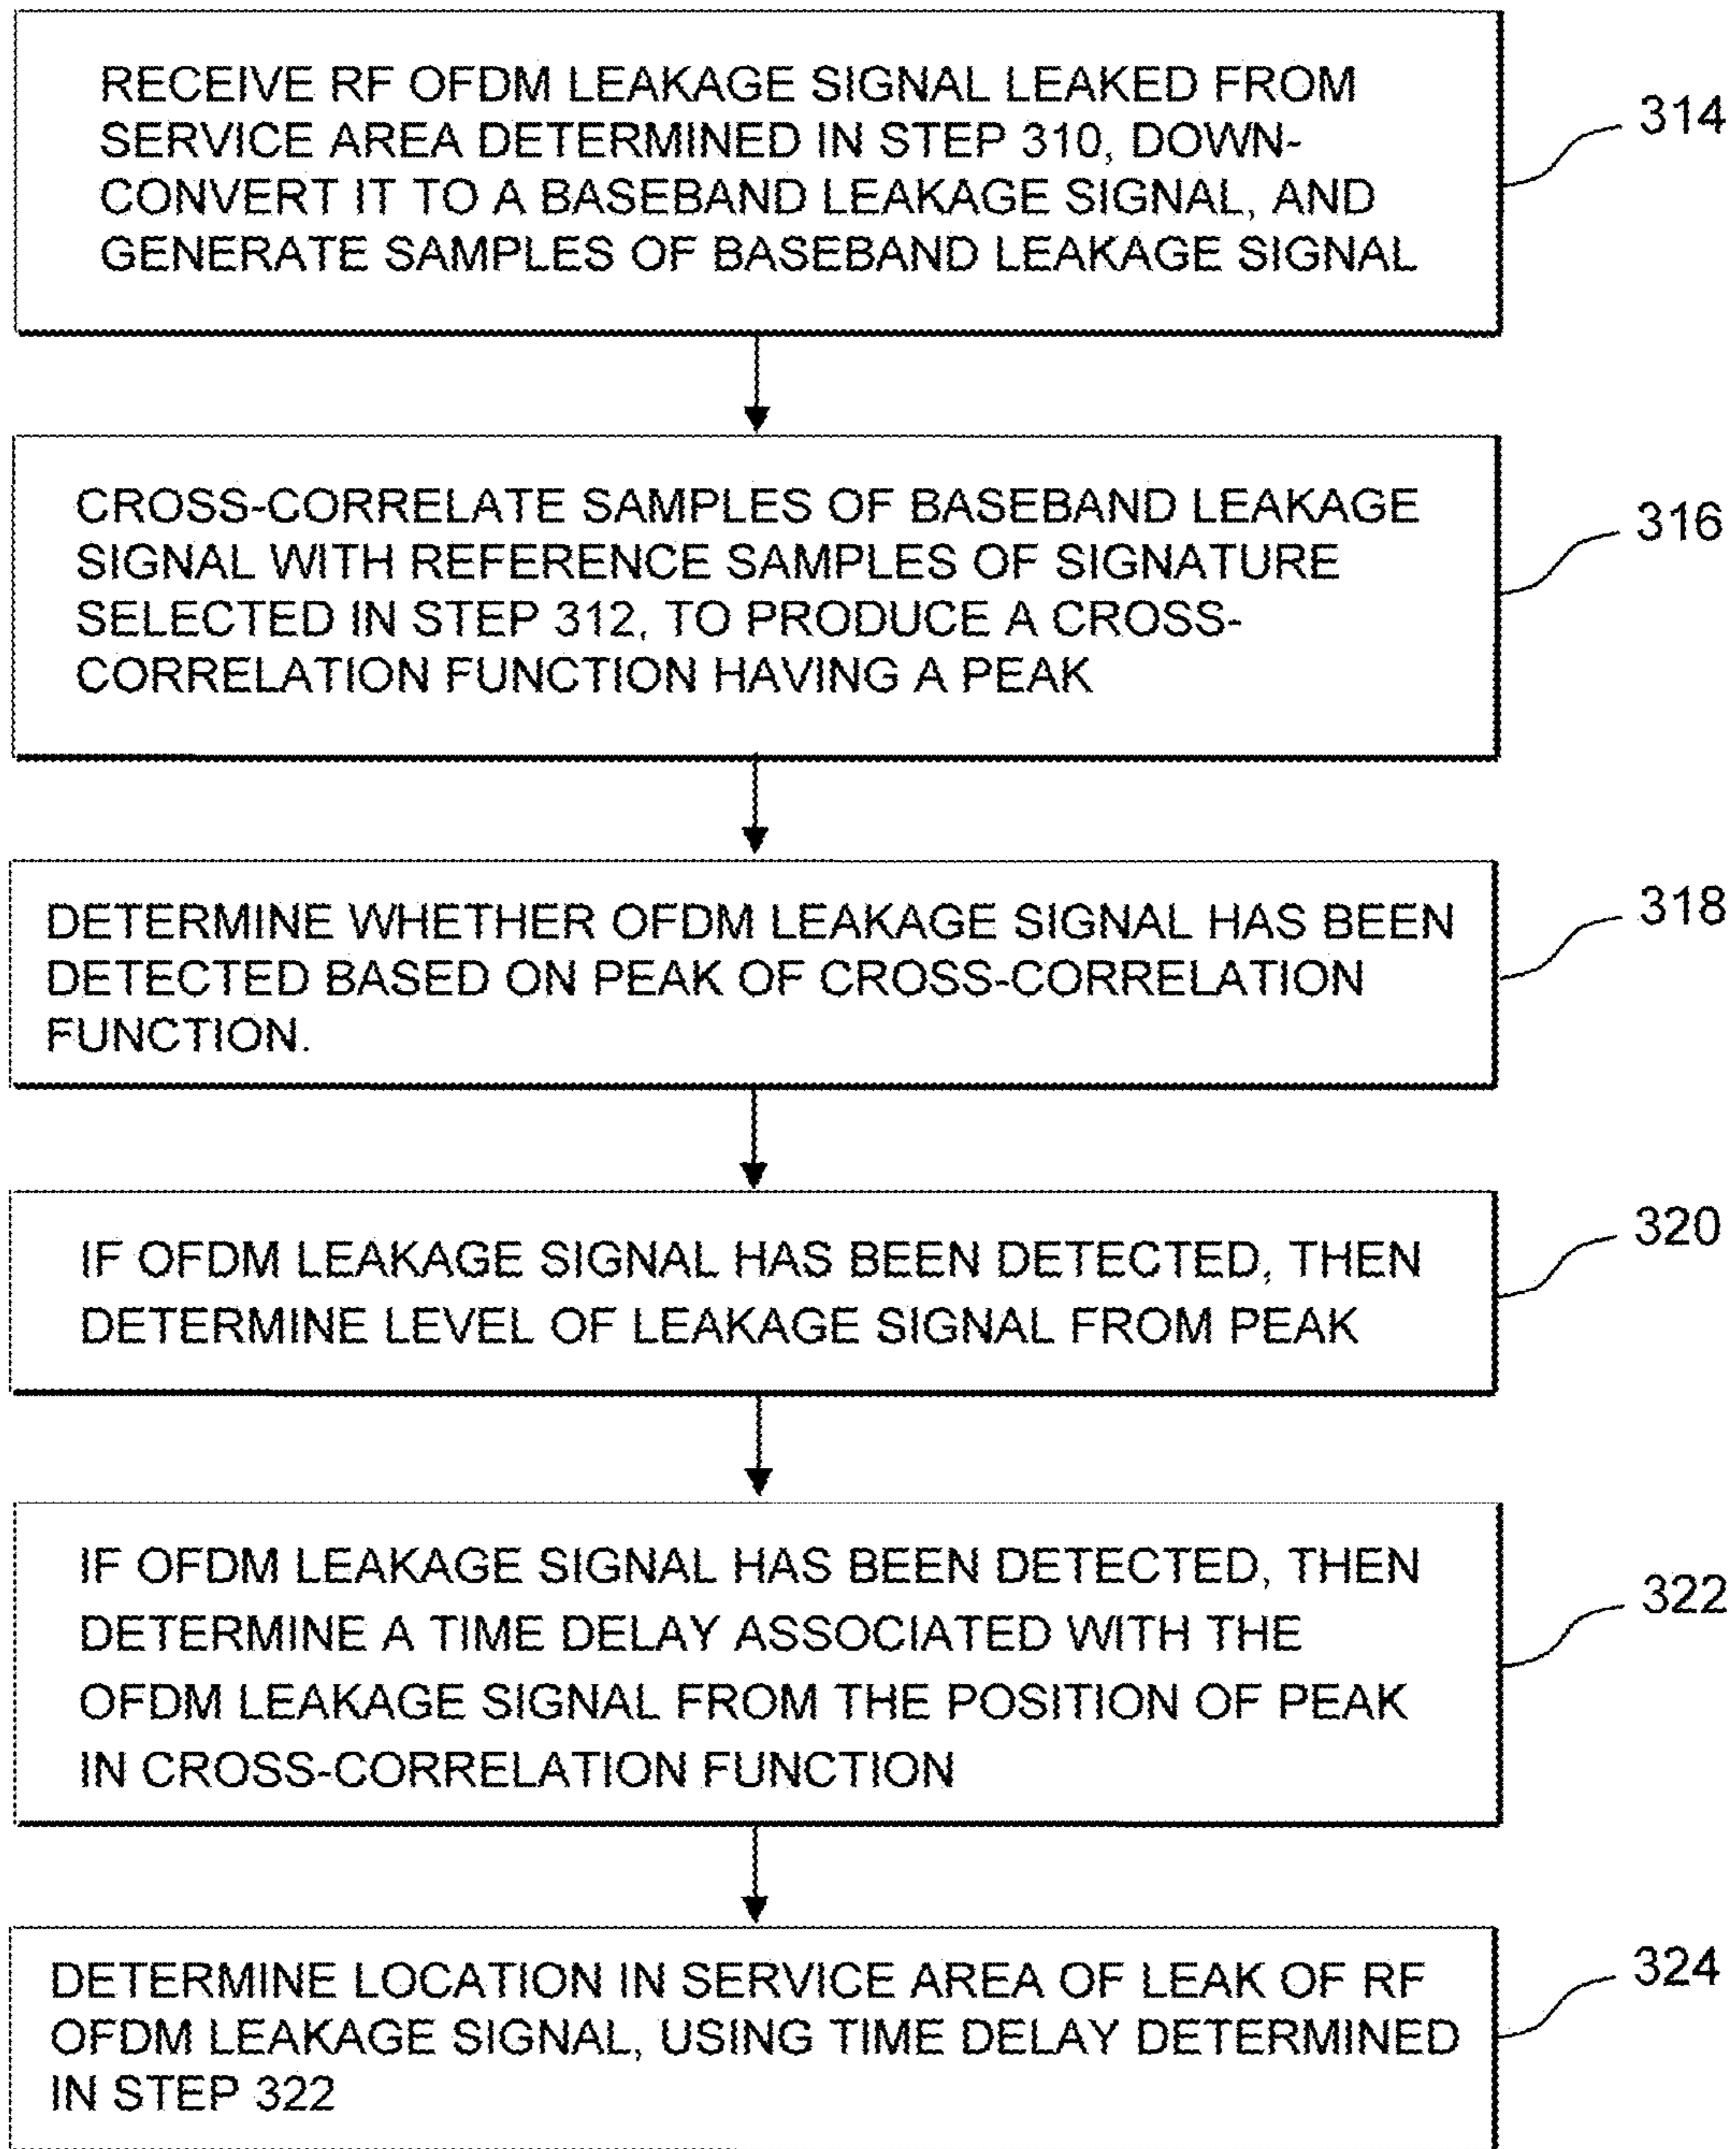 RECEIVE RF OFDM LEAKAGE SIGNAL LEAKED FROM
SERVICE AREA DETERMINED IN STEP 310, DOWN-
CONVERT IT TO A BASEBAND LEAKAGE SIGNAL, AND
GENERATE SAMPLES OF BASEBAND LEAKAGE SIGNAL
314
CROSS-CORRELATE SAMPLES OF BASEBAND LEAKAGE
SIGNAL WITH REFERENCE SAMPLES OF SIGNATURE
SELECTED IN STEP 312, TO PRODUCE A CROSS-
CORRELATION FUNCTION HAVING A PEAK
316
DETERMINE WHETHER OFDM LEAKAGE SIGNAL HAS BEEN
DETECTED BASED ON PEAK OF CROSS-CORRELATION
FUNCTION.
318
IF OFDM LEAKAGE SIGNAL HAS BEEN DETECTED, THEN
DETERMINE LEVEL OF LEAKAGE SIGNAL FROM PEAK
320
IF OFDM LEAKAGE SIGNAL HAS BEEN DETECTED, THEN
DETERMINE A TIME DELAY ASSOCIATED WITH THE
OFDM LEAKAGE SIGNAL FROM THE POSITION OF PEAK
IN CROSS-CORRELATION FUNCTION
322
DETERMINE LOCATION IN SERVICE AREA OF LEAK OF RF
OFDM LEAKAGE SIGNAL, USING TIME DELAY DETERMINED
IN STEP 322
324